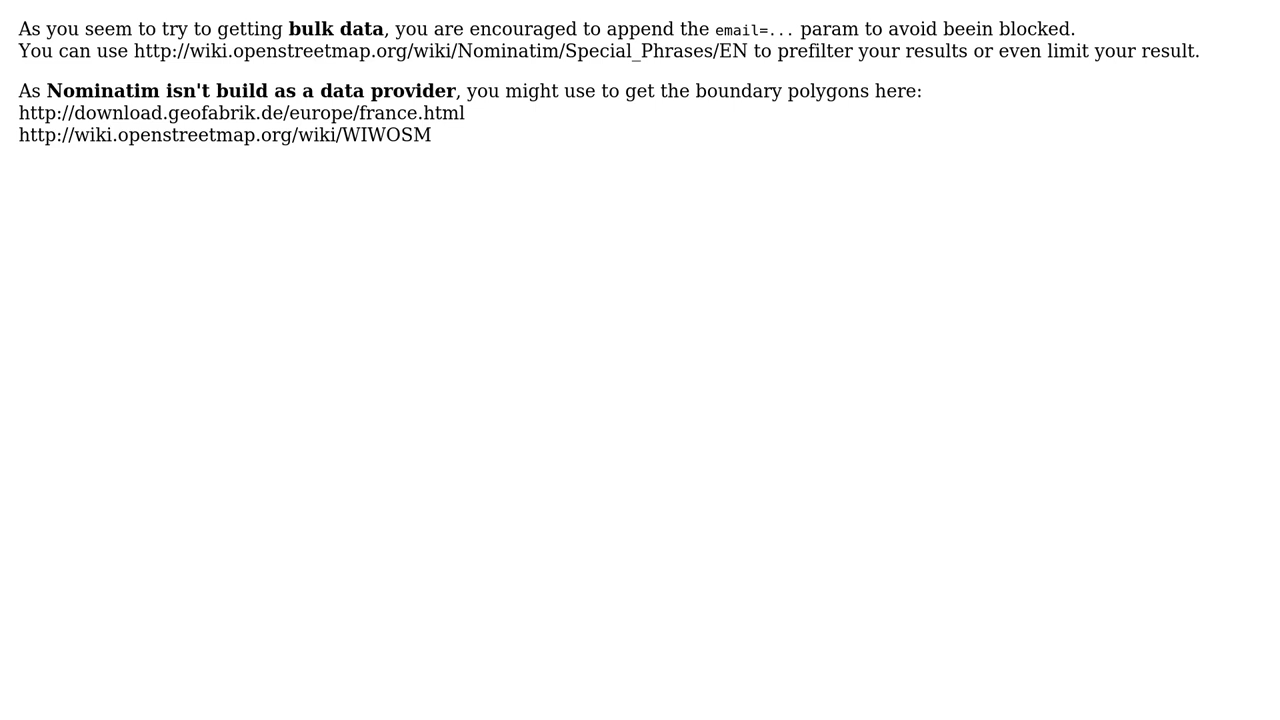 As you seem to try to getting bulk data, you are encouraged to append the email=... param to avoid beein blocked.
You can use http://wiki.openstreetmap.org/wiki/Nominatim/Special_Phrases/EN to prefilter your results or even limit your result.
As Nominatim isn't build as a data provider, you might use to get the boundary polygons here:
http://download.geofabrik.de/europe/france.html
http://wiki.openstreetmap.org/wiki/WIWOSM